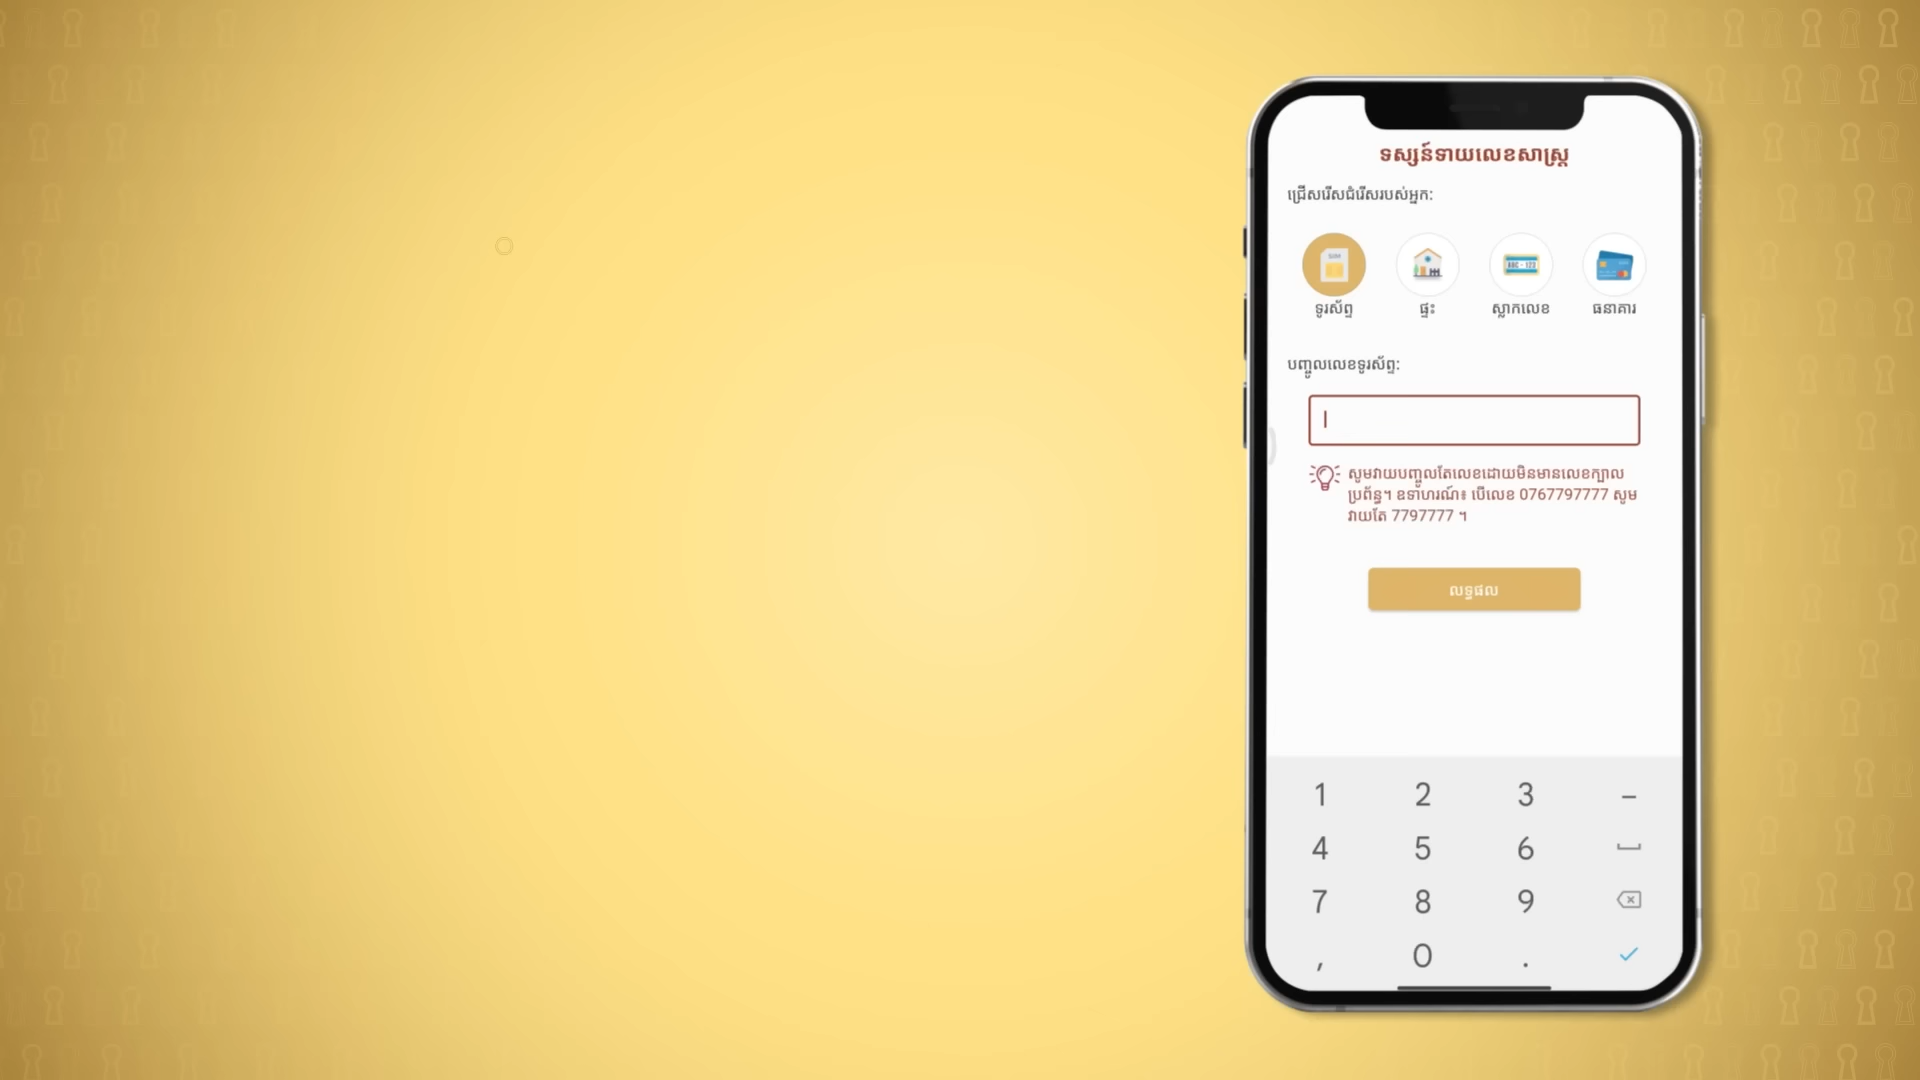 ទស្សន៍ទាយលេខសាស្ត្រ
ជ្រើសរើសជំរើសរបស់អ្នក:
SIM
ABC - 123
ទូរស័ព្ទ
ផ្ទះ
ស្លាកលេខ
ធនាគារ
បញ្ចូលលេខទូរស័ព្ទ:
សូមវាយបញ្ចូលតែលេខដោយមិនមានលេខក្បាល
ប្រព័ន្ធ។ ឧទាហរណ៍៖ បើលេខ 0767797777 សូម
វាយតែ 7797777 ។
លទ្ធផល
1 2 3 –
4 5 6
7 8 9
, 0 .